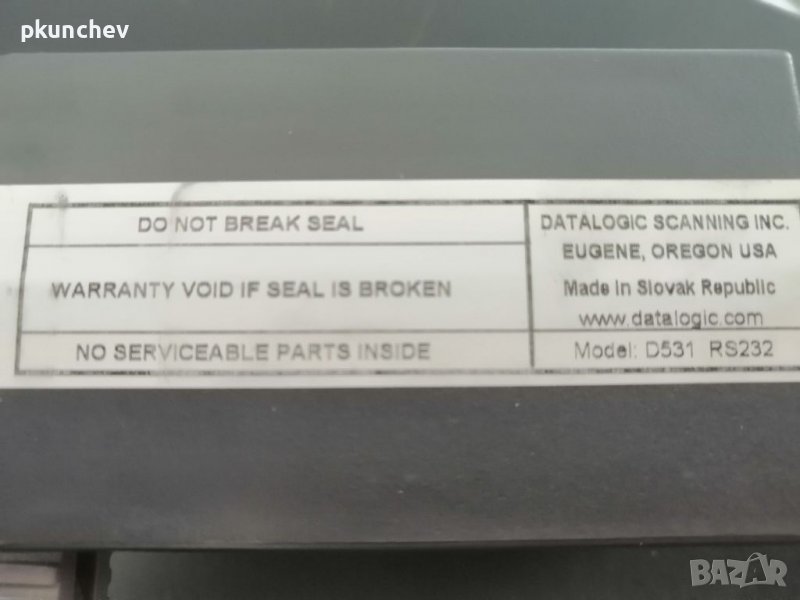 pkunchev
DO NOT BREAK SEAL
WARRANTY VOID IF SEAL IS BROKEN
NO SERVICEABLE PARTS INSIDE
DATALOGIC SCANNING INC.
EUGENE, OREGON USA
Made in Slovak Republic
www.datalogic.com
Model: D531 RS232
BAZAR